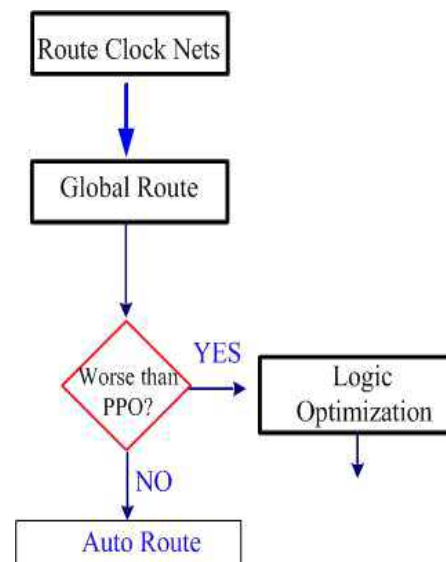 Route Clock Nets
Global Route
Worse than
PPO?
YES
Logic
Optimization
NO
Auto Route